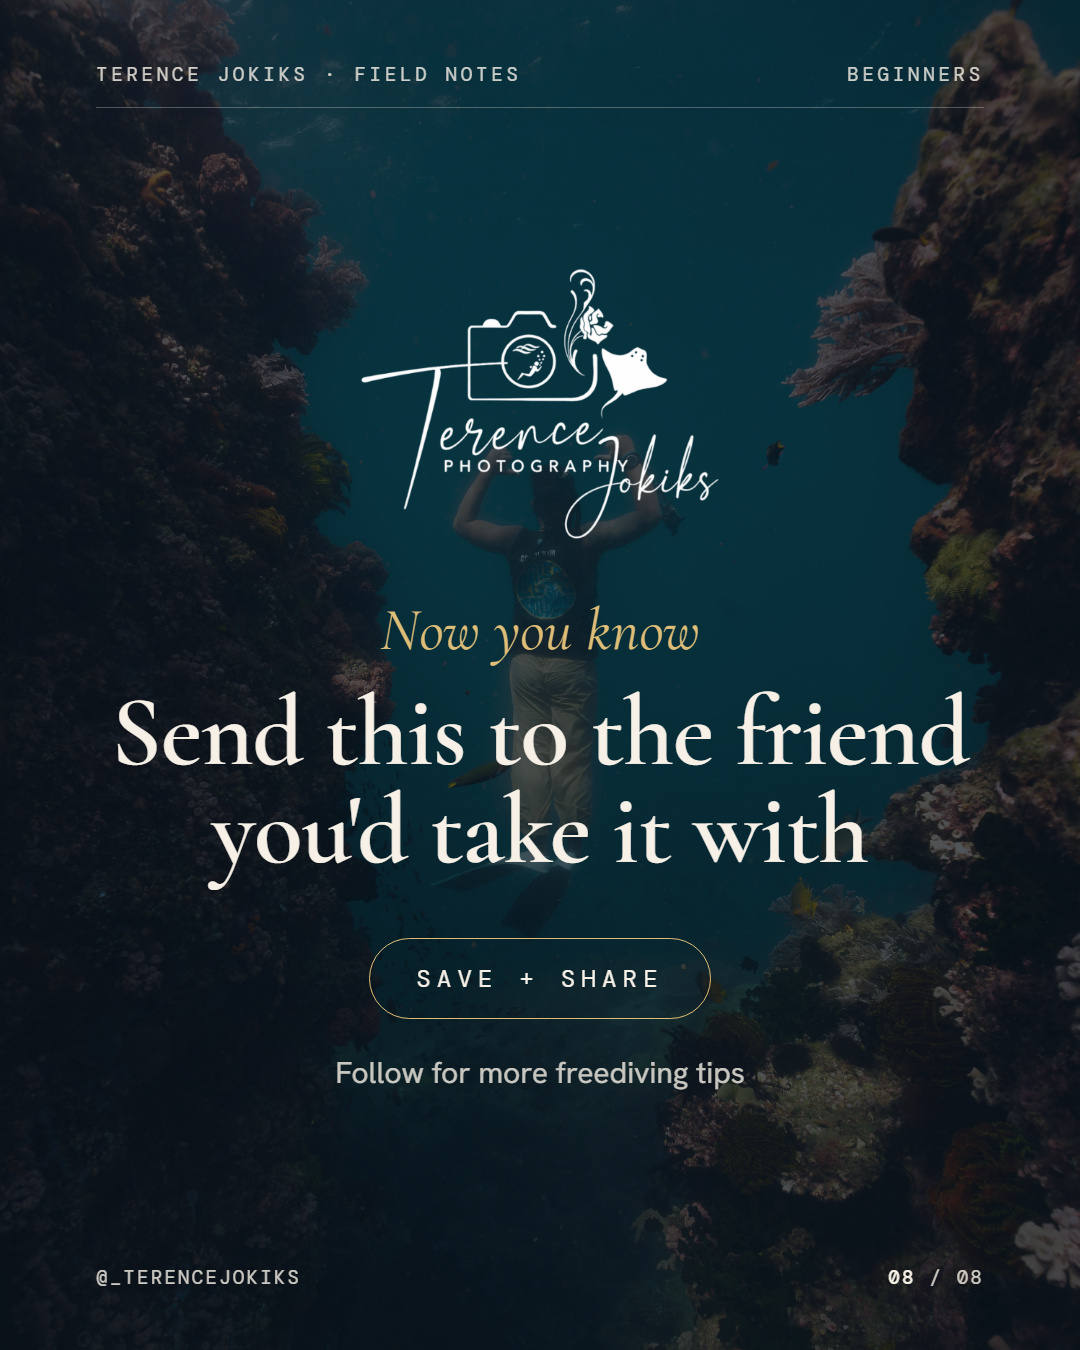 TERENCE JOKIKS · FIELD NOTES
BEGINNERS
Terence
PHOTOGRAPHY
Jokiks
Now you know
Send this to the friend
you'd take it with
SAVE + SHARE
Follow for more freediving tips
@_TERENCEJOKIKS
08 / 08